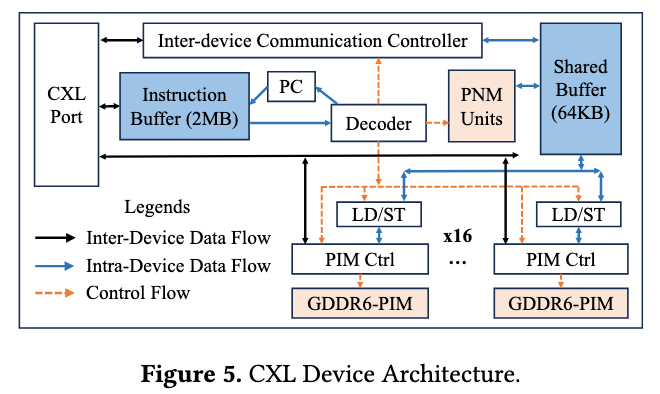 Inter-device Communication Controller
CXL
Port
Instruction
Buffer (2MB)
PC
Decoder
PNM
Units
Shared
Buffer
(64KB)
Legends
Inter-Device Data Flow
Intra-Device Data Flow
Control Flow
LD/ST
PIM Ctrl
GDDR6-PIM
x16
...
LD/ST
PIM Ctrl
GDDR6-PIM
Figure 5. CXL Device Architecture.